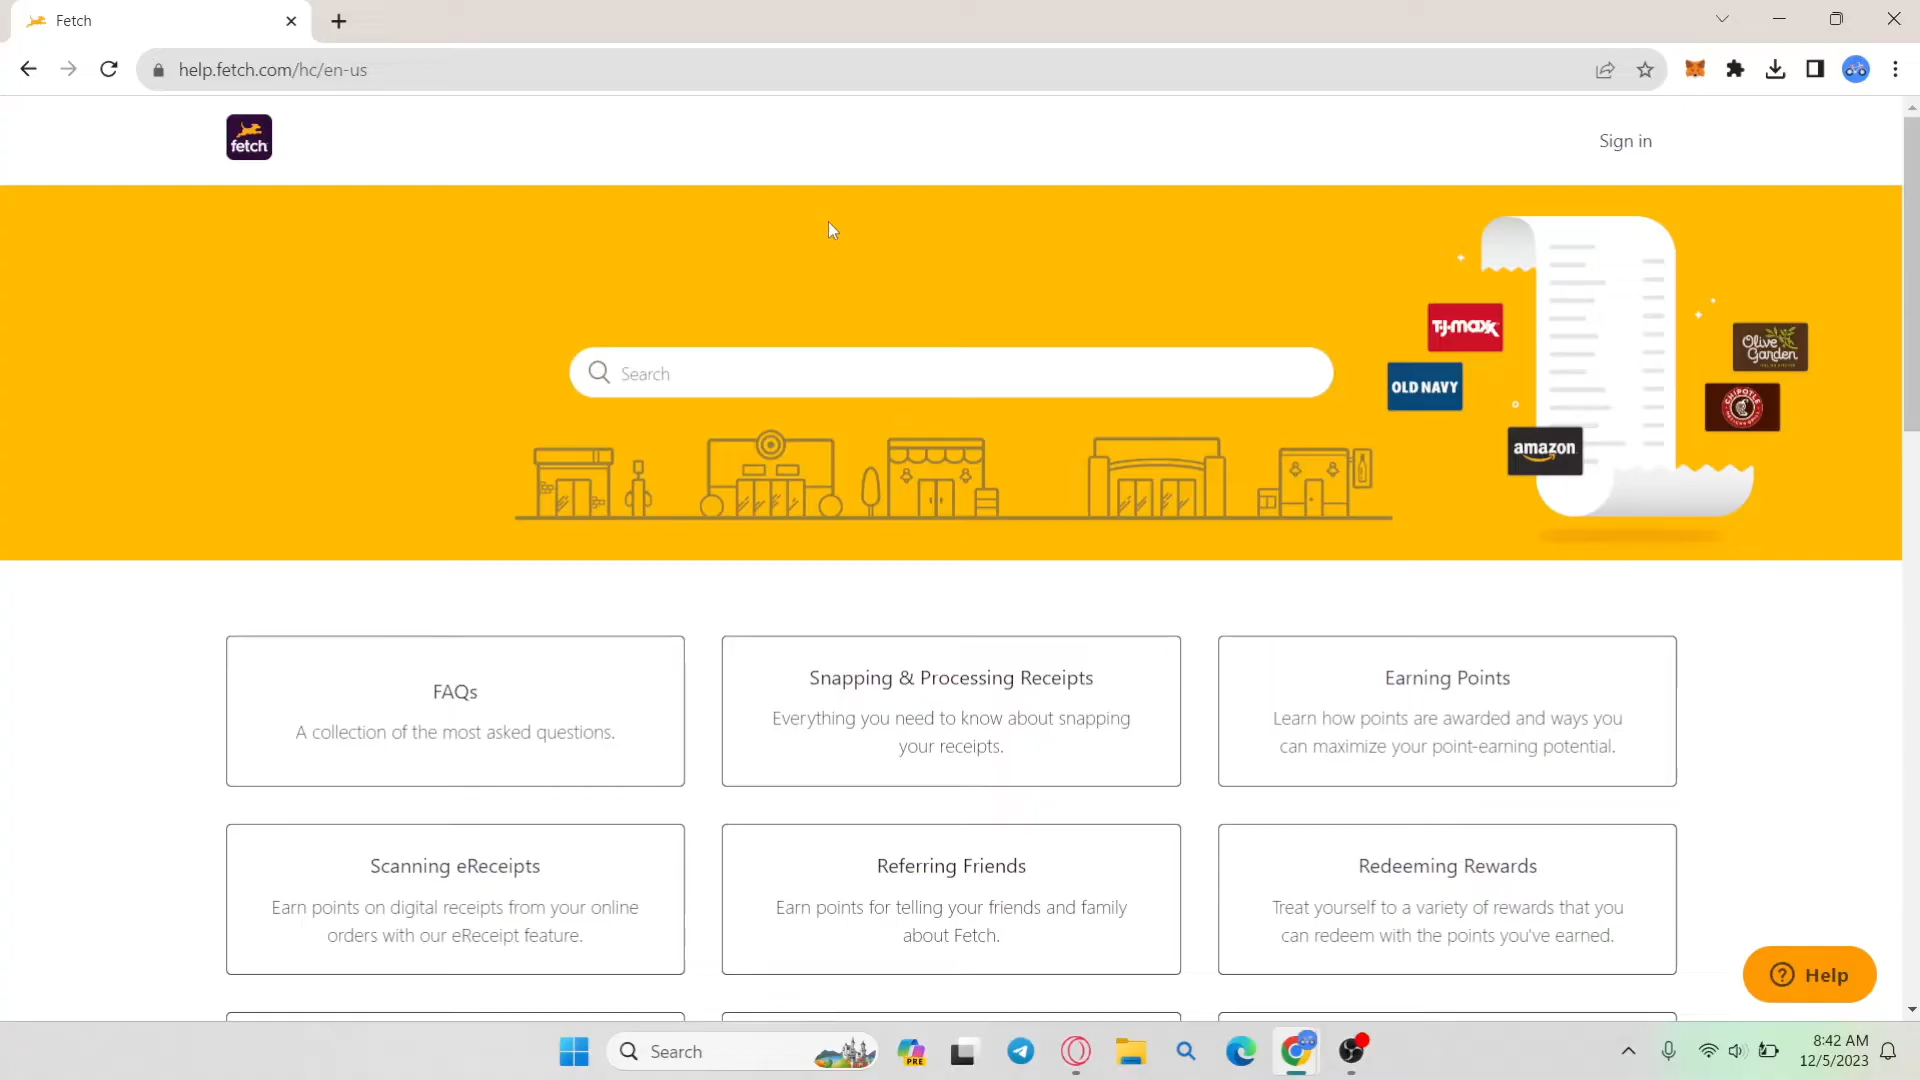 Fetch
help.fetch.com/hc/en-us
fetch
Sign in
Search
T·J·maxx
OLD NAVY
amazon
Olive Garden
CHIPOTLE
FAQs
A collection of the most asked questions.
Snapping & Processing Receipts
Everything you need to know about snapping
your receipts.
Earning Points
Learn how points are awarded and ways you
can maximize your point-earning potential.
Scanning eReceipts
Earn points on digital receipts from your online
orders with our eReceipt feature.
Referring Friends
Earn points for telling your friends and family
about Fetch.
Redeeming Rewards
Treat yourself to a variety of rewards that you
can redeem with the points you've earned.
Help
Search
PRE
8:42 AM
12/5/2023